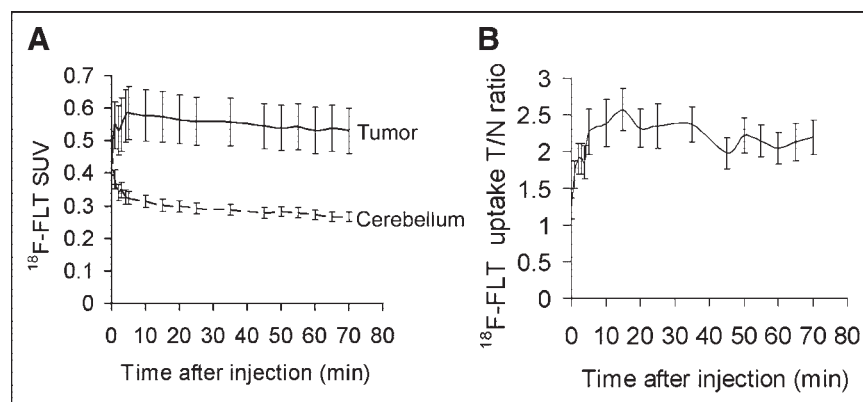 A
0.7
0.6
0.5
0.4
0.3
0.2
0.1
0
¹⁸F-FLT SUV
Tumor
Cerebellum
0 10 20 30 40 50 60 70 80
Time after injection (min)
B
3
2.5
2
1.5
1
0.5
0
¹⁸F-FLT uptake T/N ratio
0 10 20 30 40 50 60 70 80
Time after injection (min)